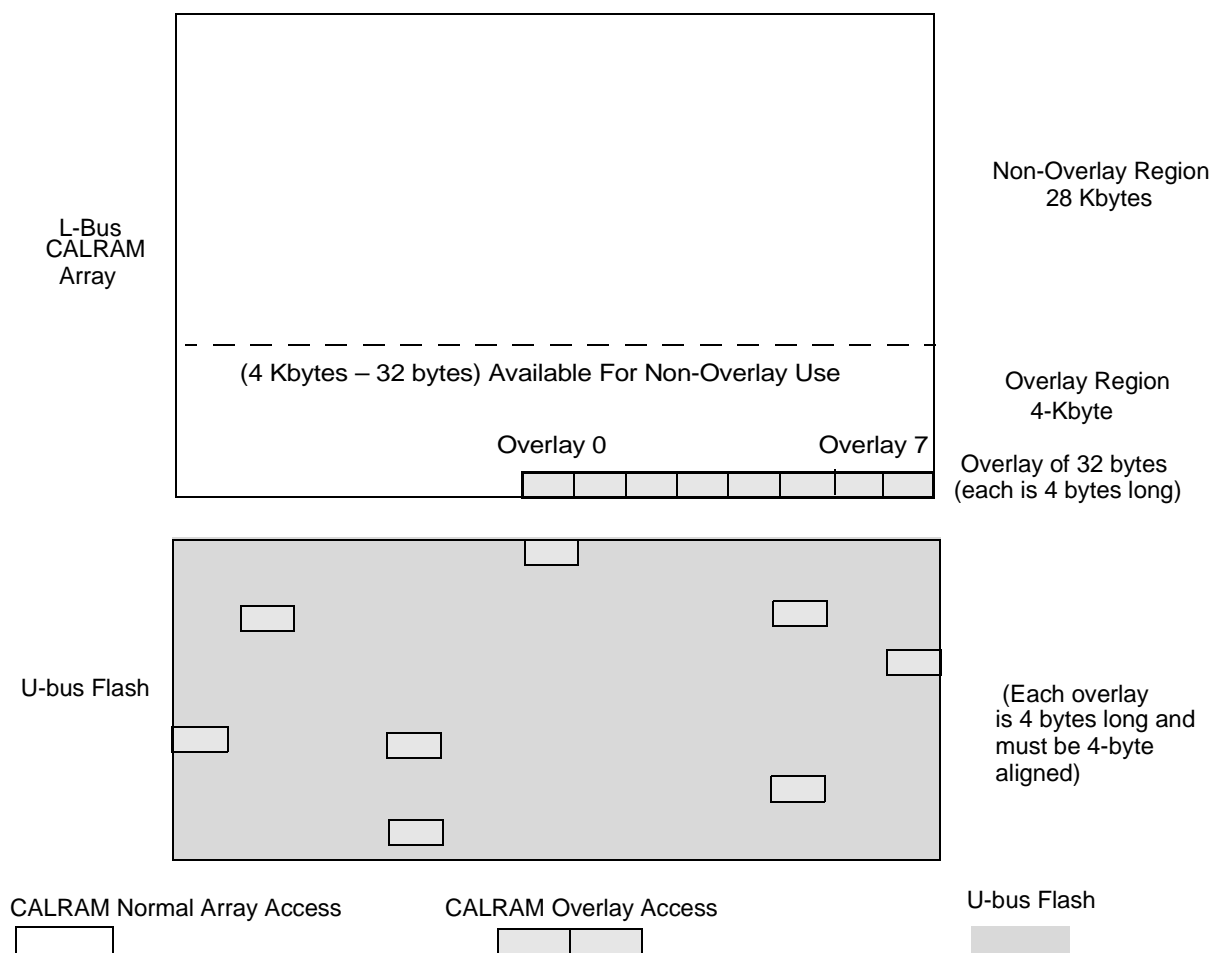 Non-Overlay Region
28 Kbytes
L-Bus
CALRAM
Array
(4 Kbytes – 32 bytes) Available For Non-Overlay Use
Overlay Region
4-Kbyte
Overlay 0
Overlay 7
Overlay of 32 bytes
(each is 4 bytes long)
U-bus Flash
(Each overlay
is 4 bytes long and
must be 4-byte
aligned)
CALRAM Normal Array Access
CALRAM Overlay Access
U-bus Flash